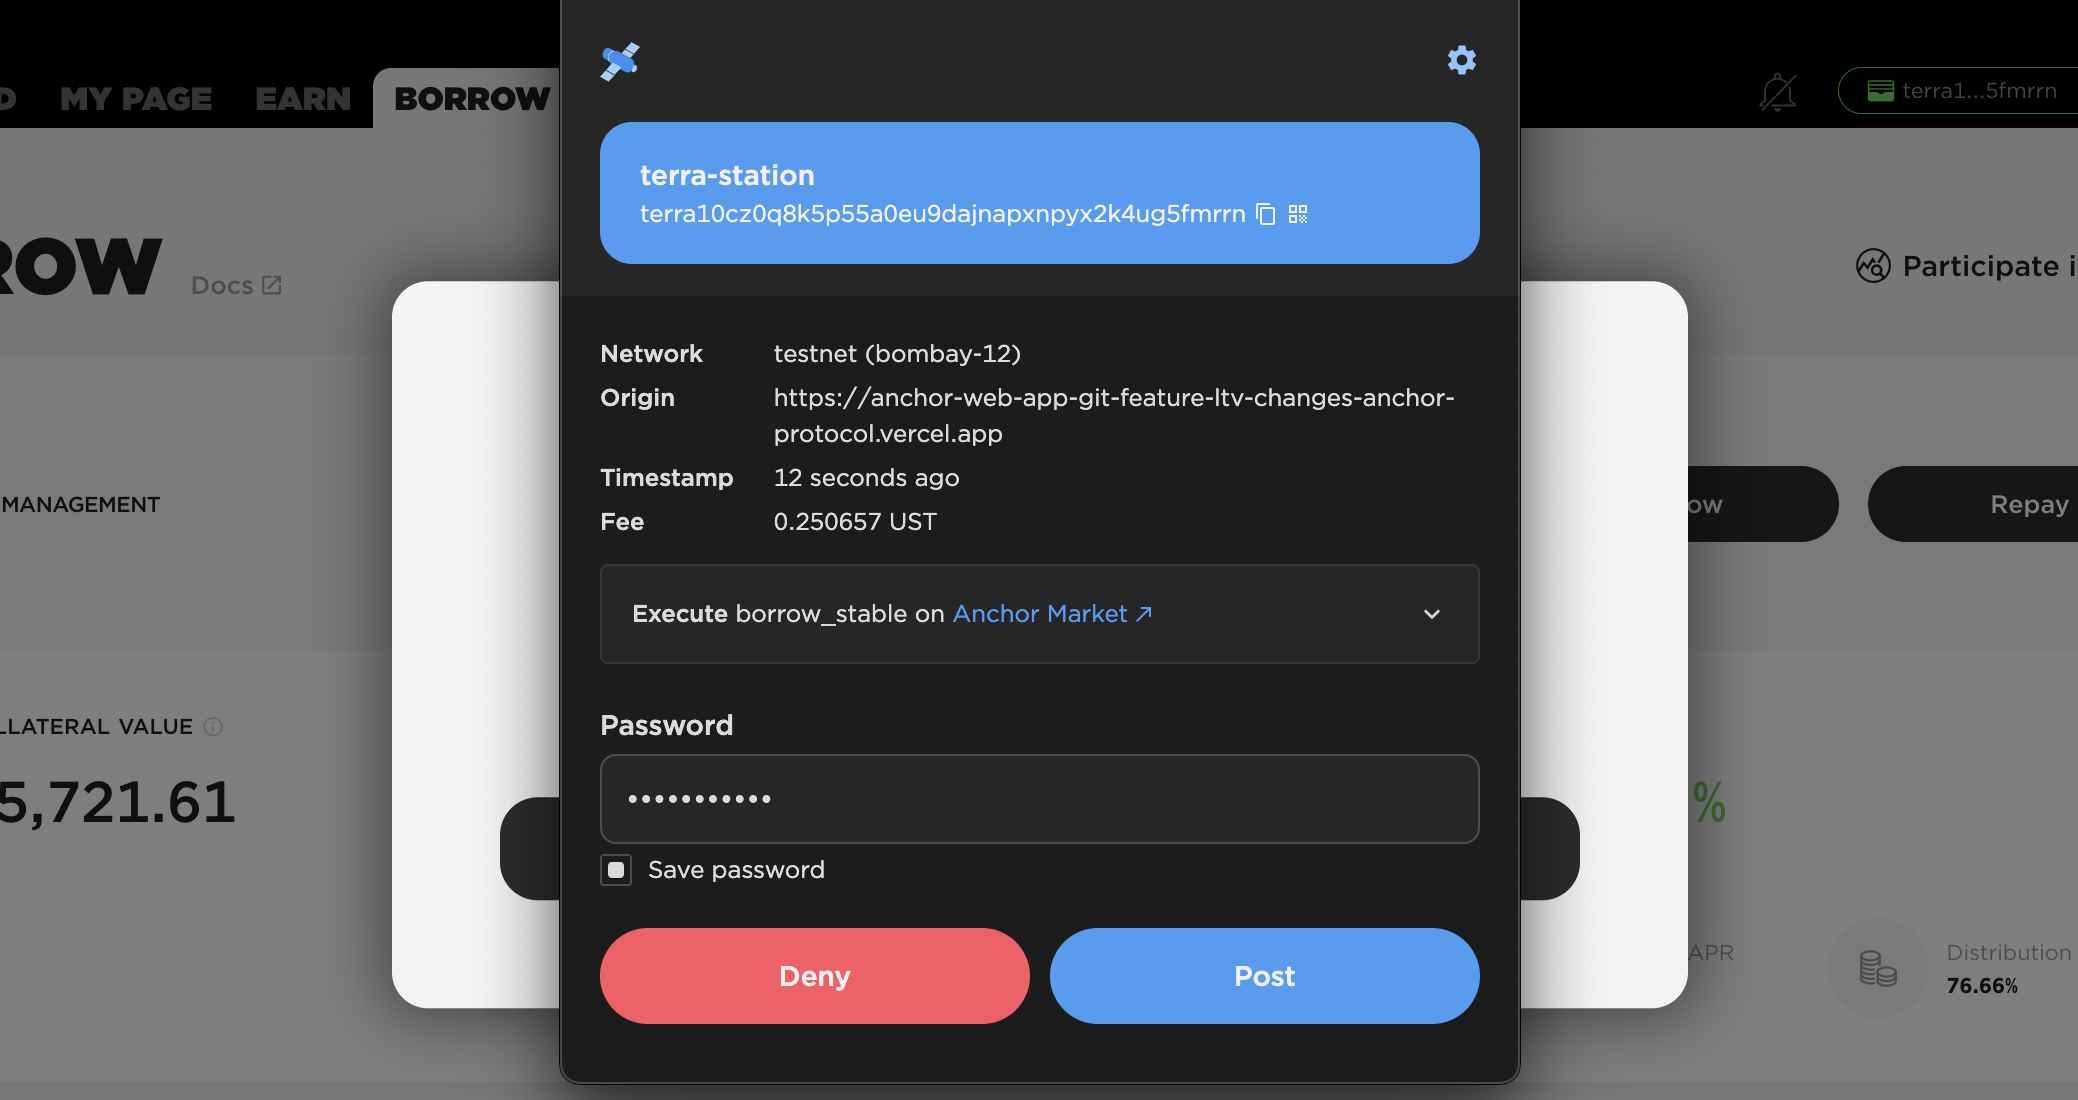 MY PAGE
EARN
BORROW
terra1...5fmrrn
ROW
Docs
Participate
MANAGEMENT
Repay
LLATERAL VALUE
5,721.61
%
APR
Distribution
76.66%
terra-station
terra10cz0q8k5p55a0eu9dajnapxnpyx2k4ug5fmrrn
Network testnet (bombay-12)
Origin https://anchor-web-app-git-feature-ltv-changes-anchor-
protocol.vercel.app
Timestamp 12 seconds ago
Fee 0.250657 UST
Execute borrow_stable on Anchor Market
Password
•••••••••••
Save password
Deny
Post